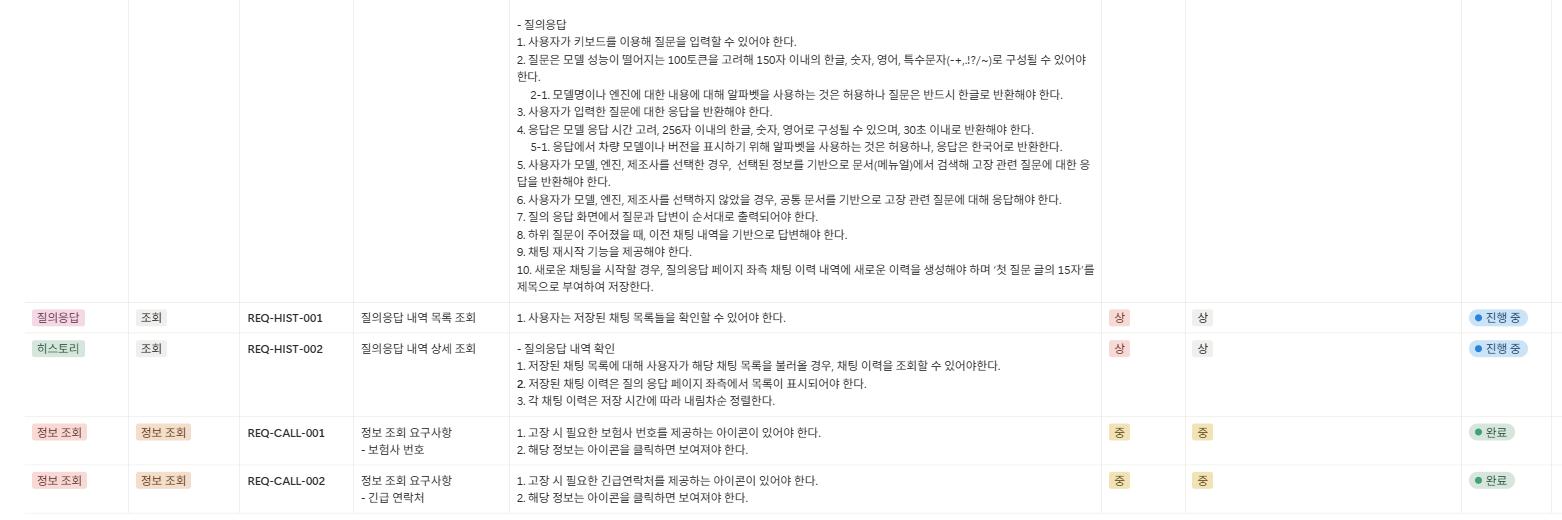 - 질의응답
1. 사용자가 키보드를 이용해 질문을 입력할 수 있어야 한다.
2. 질문은 모델 성능이 떨어지는 100토큰을 고려해 150자 이내의 한글, 숫자, 영어, 특수문자(-+,.!?/~)로 구성될 수 있어야
한다.
2-1. 모델명이나 엔진에 대한 내용에 대해 알파벳을 사용하는 것은 허용하나 질문은 반드시 한글로 반환해야 한다.
3. 사용자가 입력한 질문에 대한 응답을 반환해야 한다.
4. 응답은 모델 응답 시간 고려, 256자 이내의 한글, 숫자, 영어로 구성될 수 있으며, 30초 이내로 반환해야 한다.
5-1. 응답에서 차량 모델이나 버전을 표시하기 위해 알파벳을 사용하는 것은 허용하나, 응답은 한국어로 반환한다.
5. 사용자가 모델, 엔진, 제조사를 선택한 경우, 선택된 정보를 기반으로 문서(메뉴얼)에서 검색해 고장 관련 질문에 대한 응
답을 반환해야 한다.
6. 사용자가 모델, 엔진, 제조사를 선택하지 않았을 경우, 공통 문서를 기반으로 고장 관련 질문에 대해 응답해야 한다.
7. 질의 응답 화면에서 질문과 답변이 순서대로 출력되어야 한다.
8. 하위 질문이 주어졌을 때, 이전 채팅 내역을 기반으로 답변해야 한다.
9. 채팅 재시작 기능을 제공해야 한다.
10. 새로운 채팅을 시작할 경우, 질의응답 페이지 좌측 채팅 이력 내역에 새로운 이력을 생성해야 하며 '첫 질문 글의 15자'를
제목으로 부여하여 저장한다.
질의응답 조회 REQ-HIST-001 질의응답 내역 목록 조회 1. 사용자는 저장된 채팅 목록들을 확인할 수 있어야 한다. 상 상 진행 중
히스토리 조회 REQ-HIST-002 질의응답 내역 상세 조회 - 질의응답 내역 확인 상 상 진행 중
1. 저장된 채팅 목록에 대해 사용자가 해당 채팅 목록을 불러올 경우, 채팅 이력을 조회할 수 있어야한다.
2. 저장된 채팅 이력은 질의 응답 페이지 좌측에서 목록이 표시되어야 한다.
3. 각 채팅 이력은 저장 시간에 따라 내림차순 정렬한다.
정보 조회 정보 조회 REQ-CALL-001 정보 조회 요구사항 1. 고장 시 필요한 보험사 번호를 제공하는 아이콘이 있어야 한다. 중 중 완료
- 보험사 번호 2. 해당 정보는 아이콘을 클릭하면 보여져야 한다.
정보 조회 정보 조회 REQ-CALL-002 정보 조회 요구사항 1. 고장 시 필요한 긴급연락처를 제공하는 아이콘이 있어야 한다. 중 중 완료
- 긴급 연락처 2. 해당 정보는 아이콘을 클릭하면 보여져야 한다.